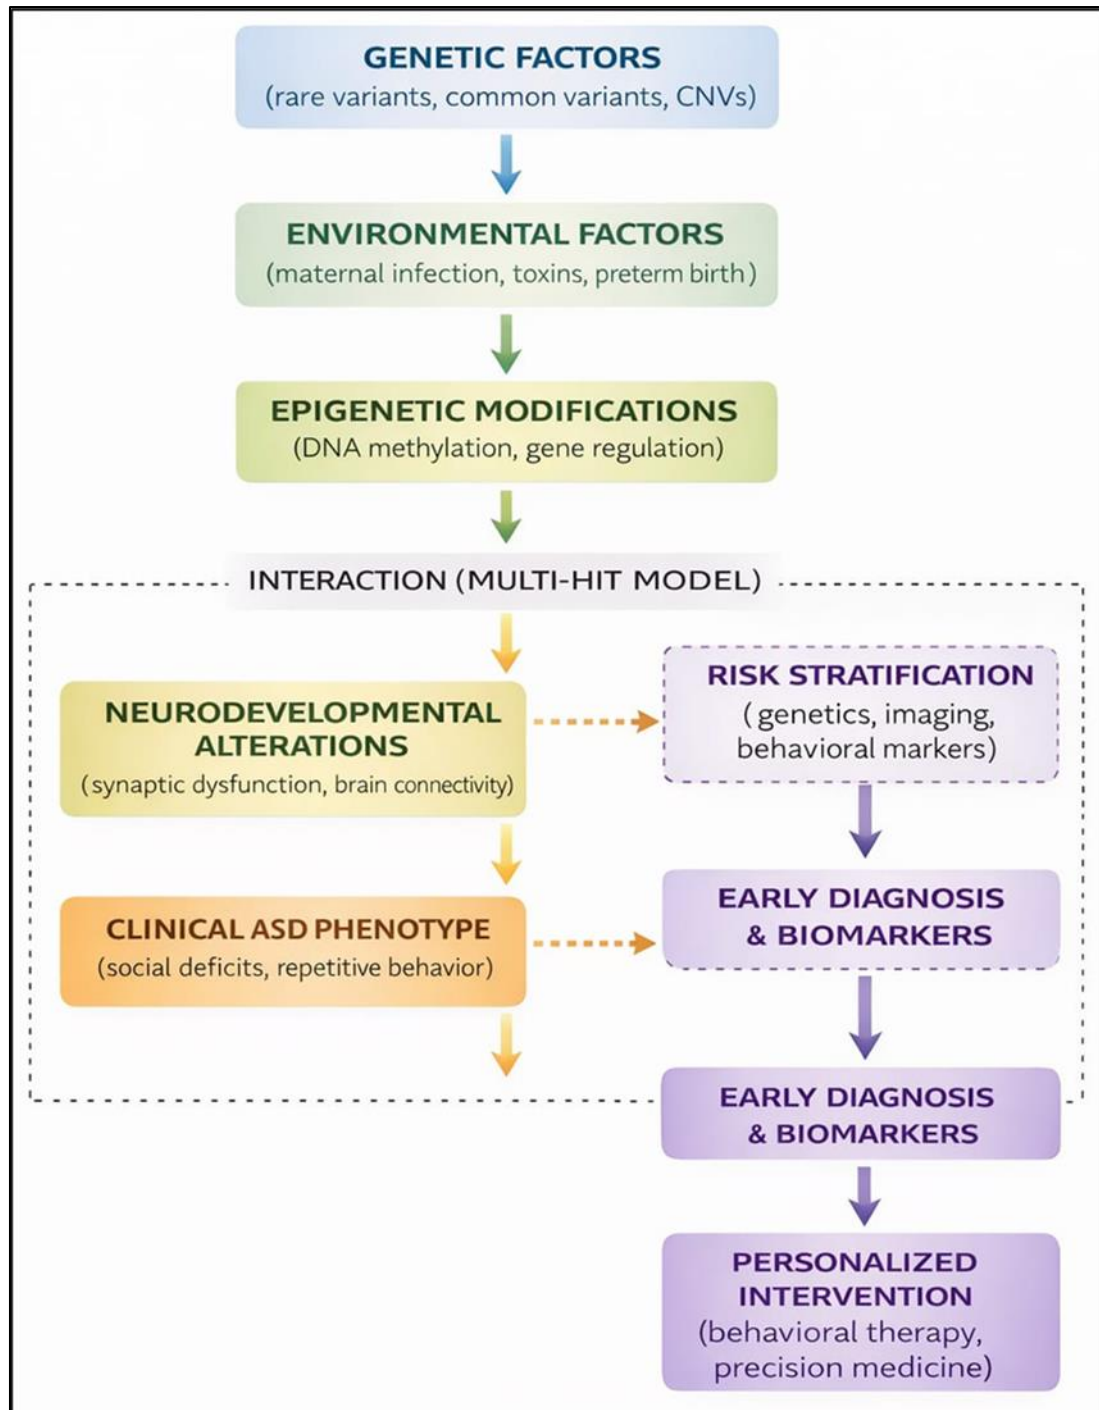 GENETIC FACTORS
(rare variants, common variants, CNVs)
ENVIRONMENTAL FACTORS
(maternal infection, toxins, preterm birth)
EPIGENETIC MODIFICATIONS
(DNA methylation, gene regulation)
INTERACTION (MULTI-HIT MODEL)
NEURODEVELOPMENTAL
ALTERATIONS
(synaptic dysfunction, brain connectivity)
RISK STRATIFICATION
(genetics, imaging,
behavioral markers)
CLINICAL ASD PHENOTYPE
(social deficits, repetitive behavior)
EARLY DIAGNOSIS
& BIOMARKERS
EARLY DIAGNOSIS
& BIOMARKERS
PERSONALIZED
INTERVENTION
(behavioral therapy,
precision medicine)